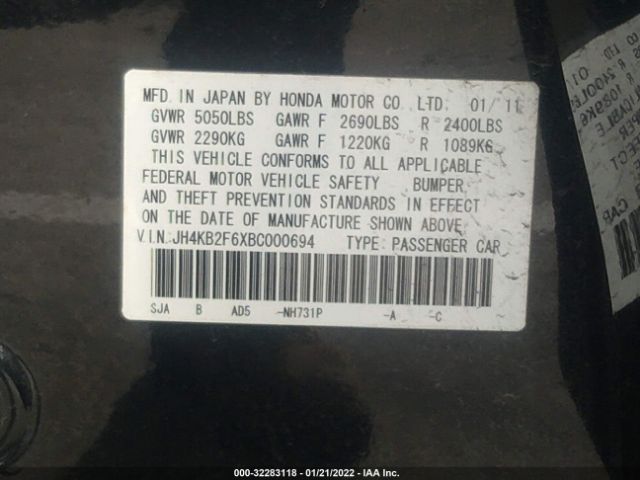 MFD. IN JAPAN BY HONDA MOTOR CO., LTD. 01/11
GVWR 5050LBS GAWR F 2690LBS R 2400LBS
GVWR 2290KG GAWR F 1220KG R 1089KG
THIS VEHICLE CONFORMS TO ALL APPLICABLE
FEDERAL MOTOR VEHICLE SAFETY BUMPER,
AND THEFT PREVENTION STANDARDS IN EFFECT
ON THE DATE OF MANUFACTURE SHOWN ABOVE.
V.I.N.:JH4KB2F6XBC000694 TYPE: PASSENGER CAR
SJA B AD5 -NH731P -A -C
000-32283118 - 01/21/2022 - IAA Inc.